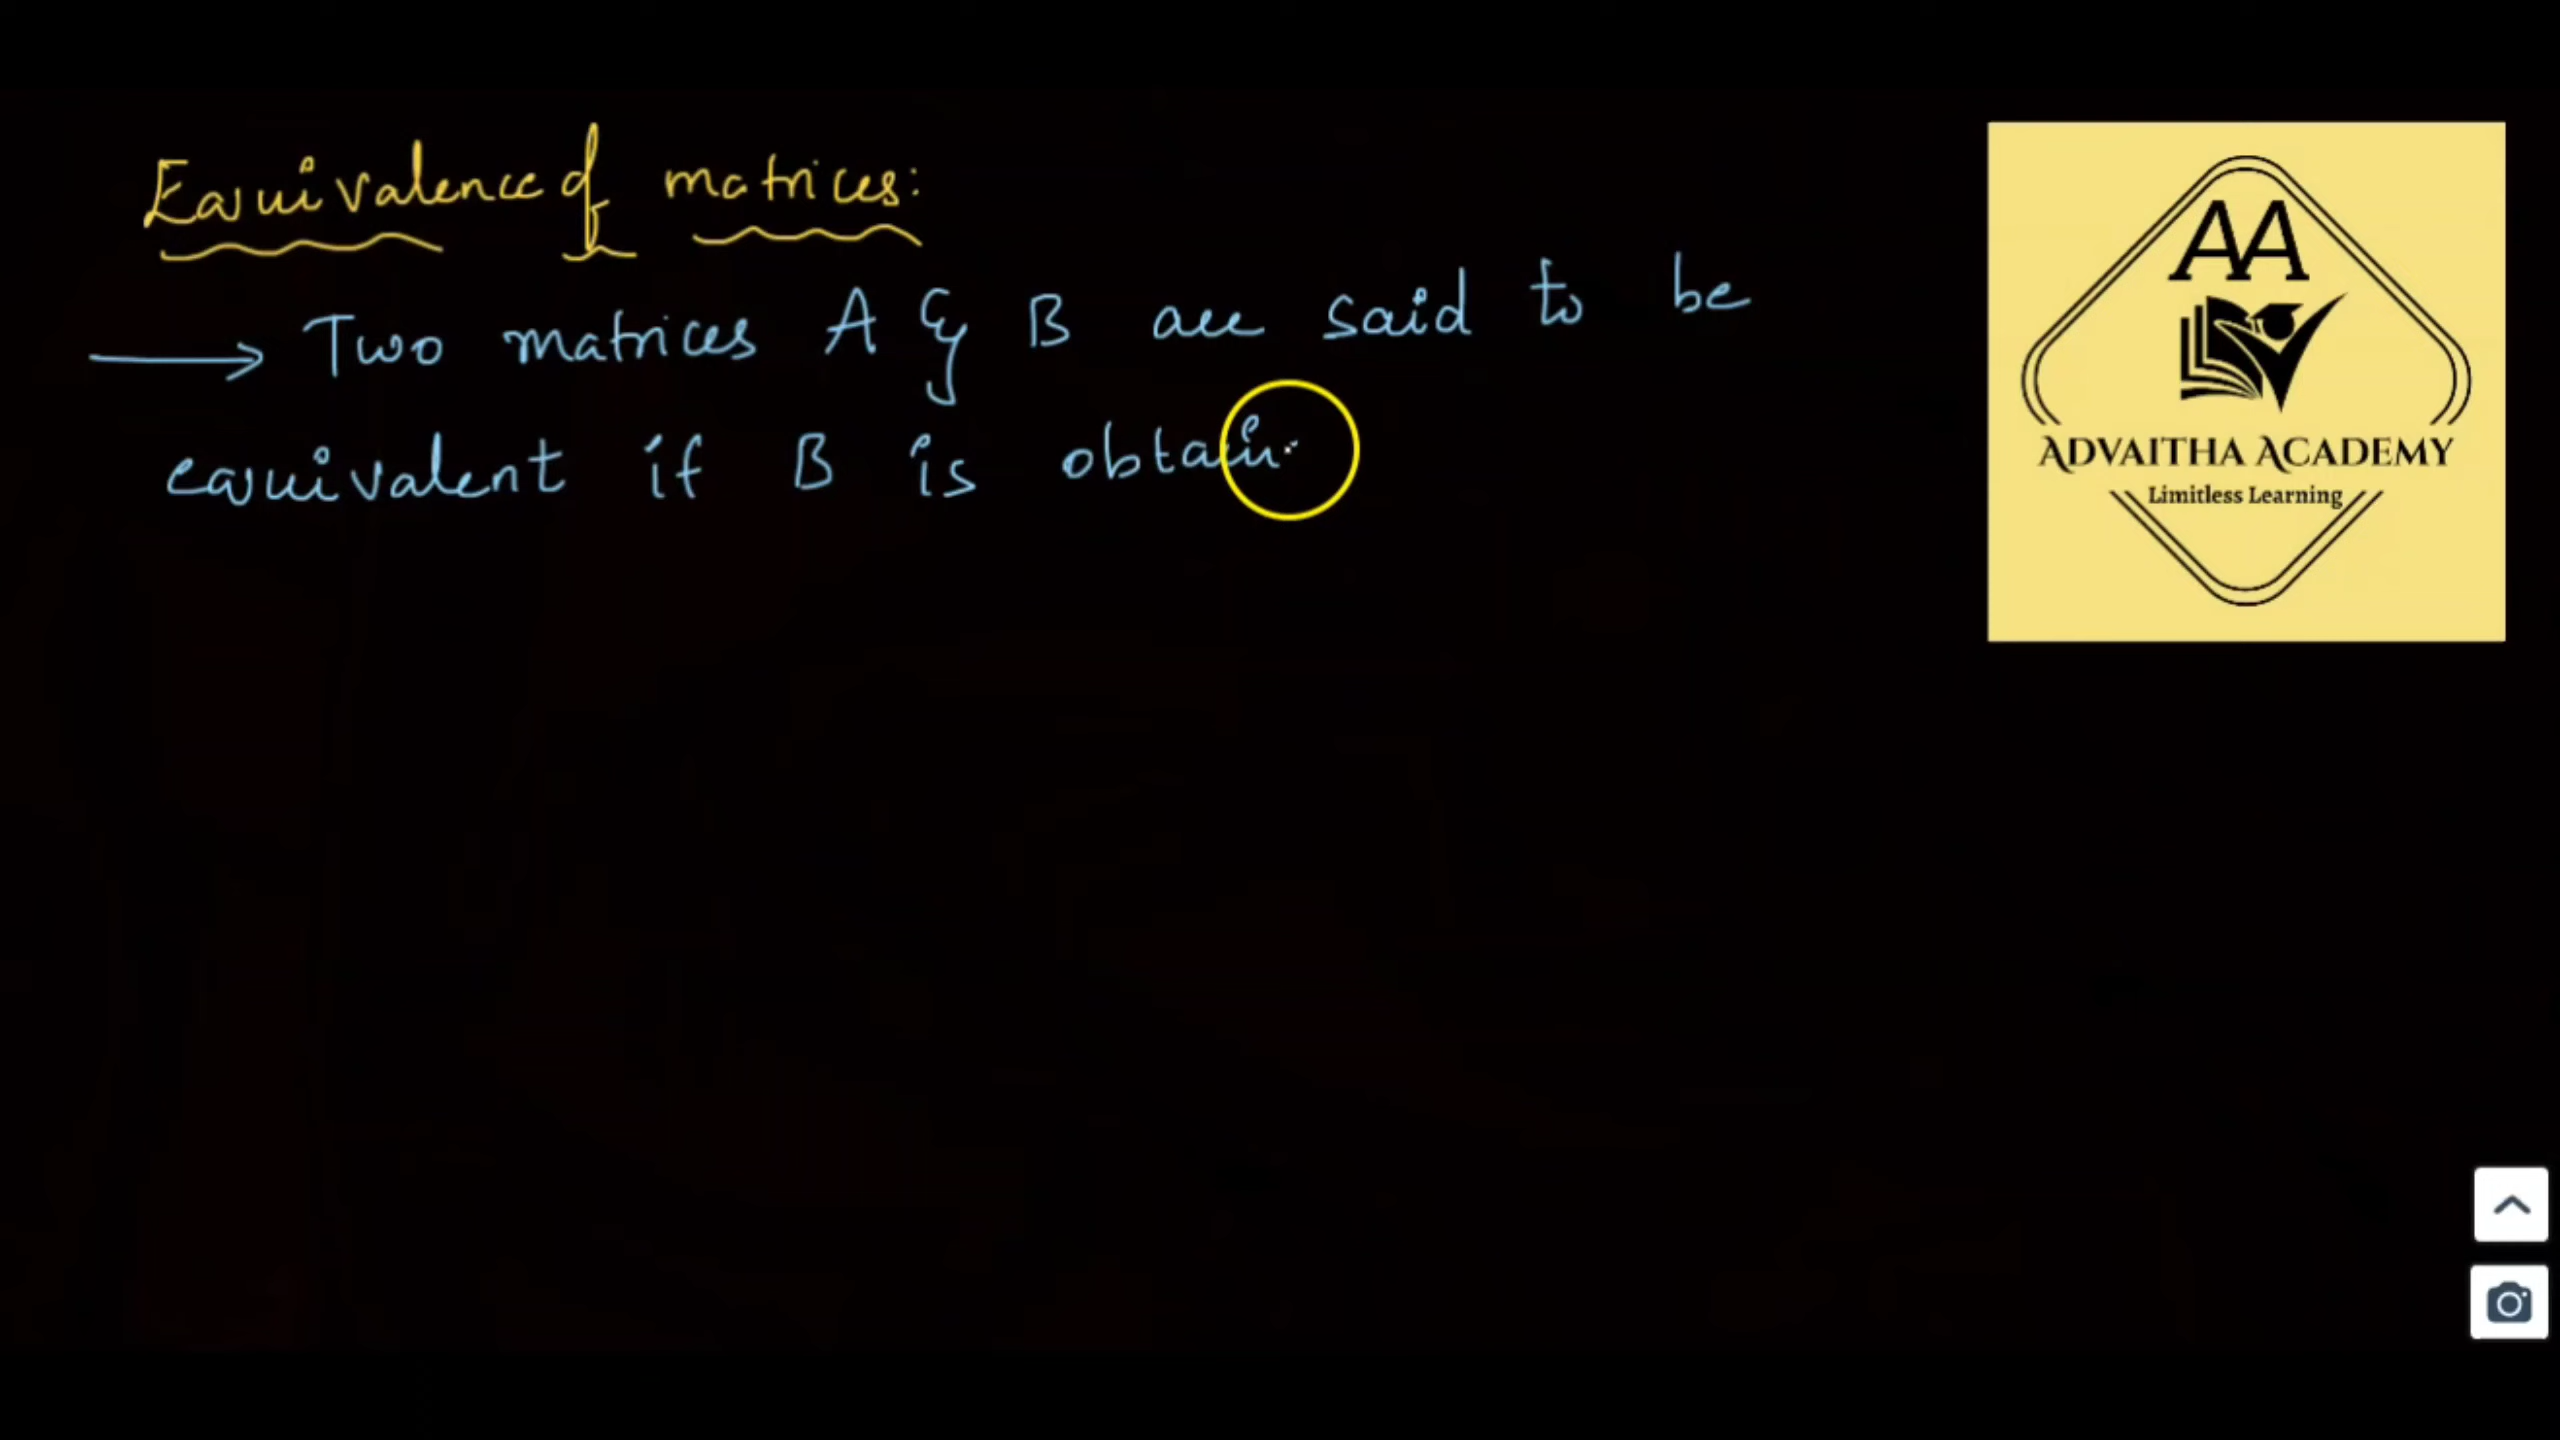 Equivalence of matrices:
→ Two matrices A & B are said to be
equivalent if B is obtain
AA
ADVAITHA ACADEMY
Limitless Learning